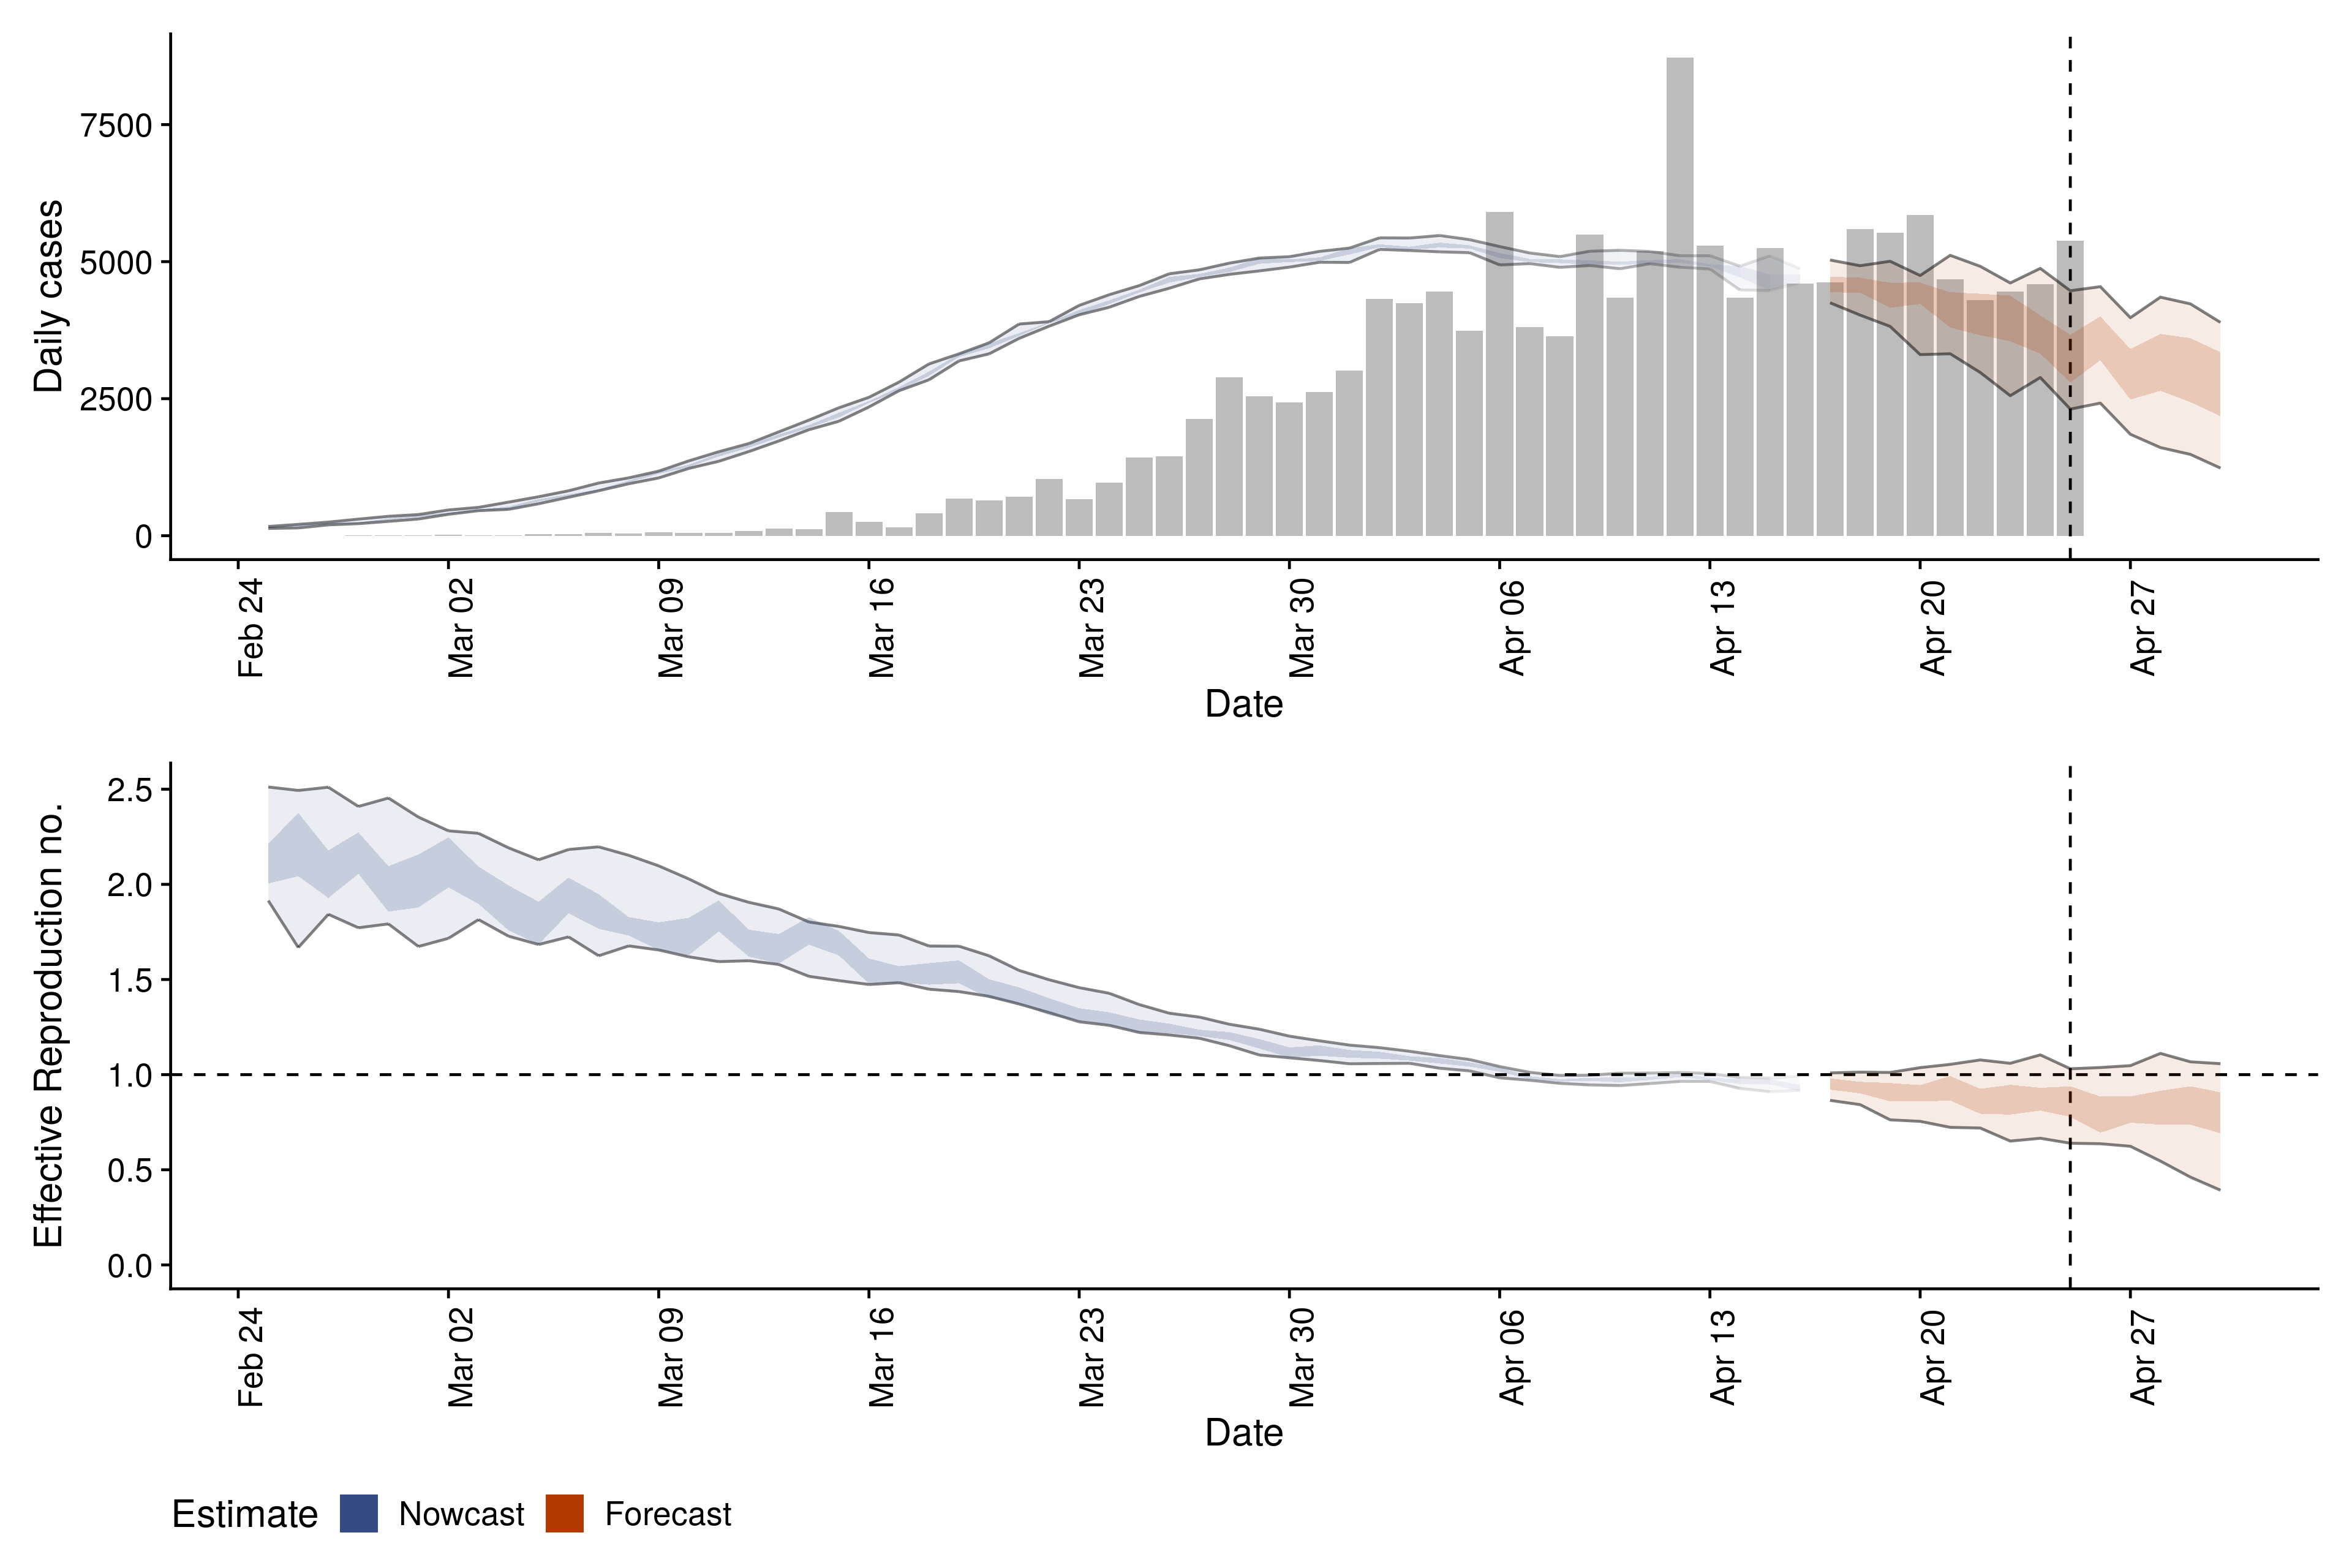 Daily cases
7500
5000
2500
0
Feb 24
Mar 02
Mar 09
Mar 16
Mar 23
Mar 30
Apr 06
Apr 13
Apr 20
Apr 27
Date
Effective Reproduction no.
2.5
2.0
1.5
1.0
0.5
0.0
Feb 24
Mar 02
Mar 09
Mar 16
Mar 23
Mar 30
Apr 06
Apr 13
Apr 20
Apr 27
Date
Estimate Nowcast Forecast